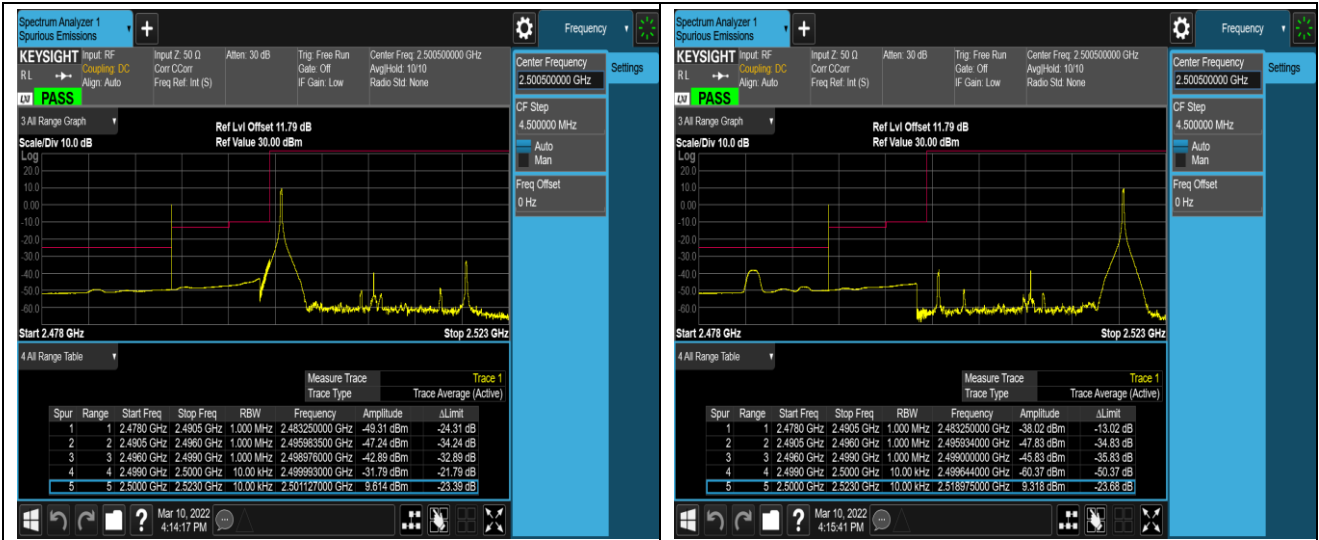 Spectrum Analyzer 1
Spurious Emissions
+
Frequency
KEYSIGHT Input: RF Input Z: 50 Ω Atten: 30 dB Trig: Free Run Center Freq: 2.500500000 GHz
RL Coupling: DC Corr CCorr Gate: Off Avg|Hold: 10/10
Align: Auto Freq Ref: Int (S) IF Gain: Low Radio Std: None
LXI PASS
Center Frequency
2.500500000 GHz
Settings
CF Step
4.500000 MHz
Auto
Man
Freq Offset
0 Hz
3 All Range Graph
Ref Lvl Offset 11.79 dB
Scale/Div 10.0 dB Ref Value 30.00 dBm
Log
20.0
10.0
0.00
-10.0
-20.0
-30.0
-40.0
-50.0
-60.0
Start 2.478 GHz Stop 2.523 GHz
4 All Range Table
Measure Trace Trace 1
Trace Type Trace Average (Active)
Spur Range Start Freq Stop Freq RBW Frequency Amplitude ΔLimit
1 1 2.4780 GHz 2.4905 GHz 1.000 MHz 2.483250000 GHz -49.31 dBm -24.31 dB
2 2 2.4905 GHz 2.4960 GHz 1.000 MHz 2.495983500 GHz -47.24 dBm -34.24 dB
3 3 2.4960 GHz 2.4990 GHz 1.000 MHz 2.498976000 GHz -42.89 dBm -32.89 dB
4 4 2.4990 GHz 2.5000 GHz 10.00 kHz 2.499993000 GHz -31.79 dBm -21.79 dB
5 5 2.5000 GHz 2.5230 GHz 10.00 kHz 2.501127000 GHz 9.614 dBm -23.39 dB
?
Mar 10, 2022
4:14:17 PM
Spectrum Analyzer 1
Spurious Emissions
+
Frequency
KEYSIGHT Input: RF Input Z: 50 Ω Atten: 30 dB Trig: Free Run Center Freq: 2.500500000 GHz
RL Coupling: DC Corr CCorr Gate: Off Avg|Hold: 10/10
Align: Auto Freq Ref: Int (S) IF Gain: Low Radio Std: None
LXI PASS
Center Frequency
2.500500000 GHz
Settings
CF Step
4.500000 MHz
Auto
Man
Freq Offset
0 Hz
3 All Range Graph
Ref Lvl Offset 11.79 dB
Scale/Div 10.0 dB Ref Value 30.00 dBm
Log
20.0
10.0
0.00
-10.0
-20.0
-30.0
-40.0
-50.0
-60.0
Start 2.478 GHz Stop 2.523 GHz
4 All Range Table
Measure Trace Trace 1
Trace Type Trace Average (Active)
Spur Range Start Freq Stop Freq RBW Frequency Amplitude ΔLimit
1 1 2.4780 GHz 2.4905 GHz 1.000 MHz 2.483250000 GHz -38.02 dBm -13.02 dB
2 2 2.4905 GHz 2.4960 GHz 1.000 MHz 2.495934000 GHz -47.83 dBm -34.83 dB
3 3 2.4960 GHz 2.4990 GHz 1.000 MHz 2.499000000 GHz -45.83 dBm -35.83 dB
4 4 2.4990 GHz 2.5000 GHz 10.00 kHz 2.499644000 GHz -60.37 dBm -50.37 dB
5 5 2.5000 GHz 2.5230 GHz 10.00 kHz 2.518975000 GHz 9.318 dBm -23.68 dB
?
Mar 10, 2022
4:15:41 PM